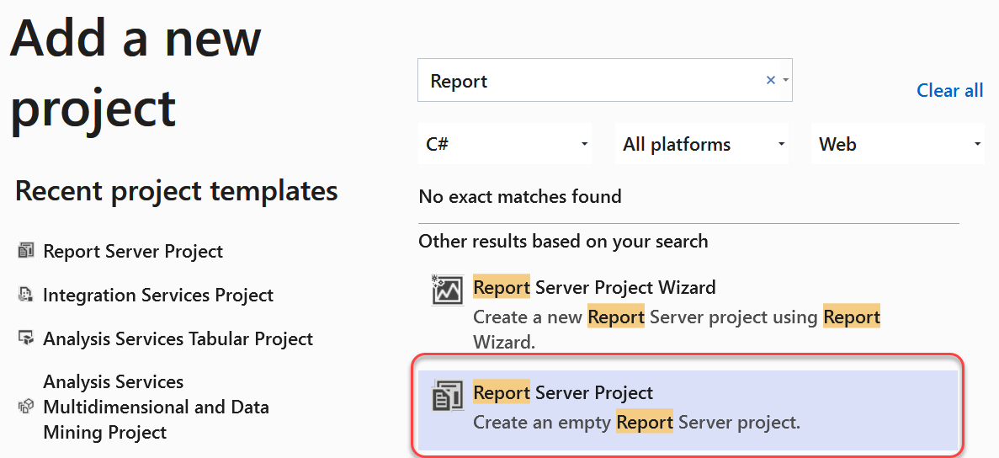 Add a new
project
Recent project templates
Report Server Project
Integration Services Project
Analysis Services Tabular Project
Analysis Services
Multidimensional and Data
Mining Project
Report
Clear all
C#
All platforms
Web
No exact matches found
Other results based on your search
Report Server Project Wizard
Create a new Report Server project using Report
Wizard.
Report Server Project
Create an empty Report Server project.